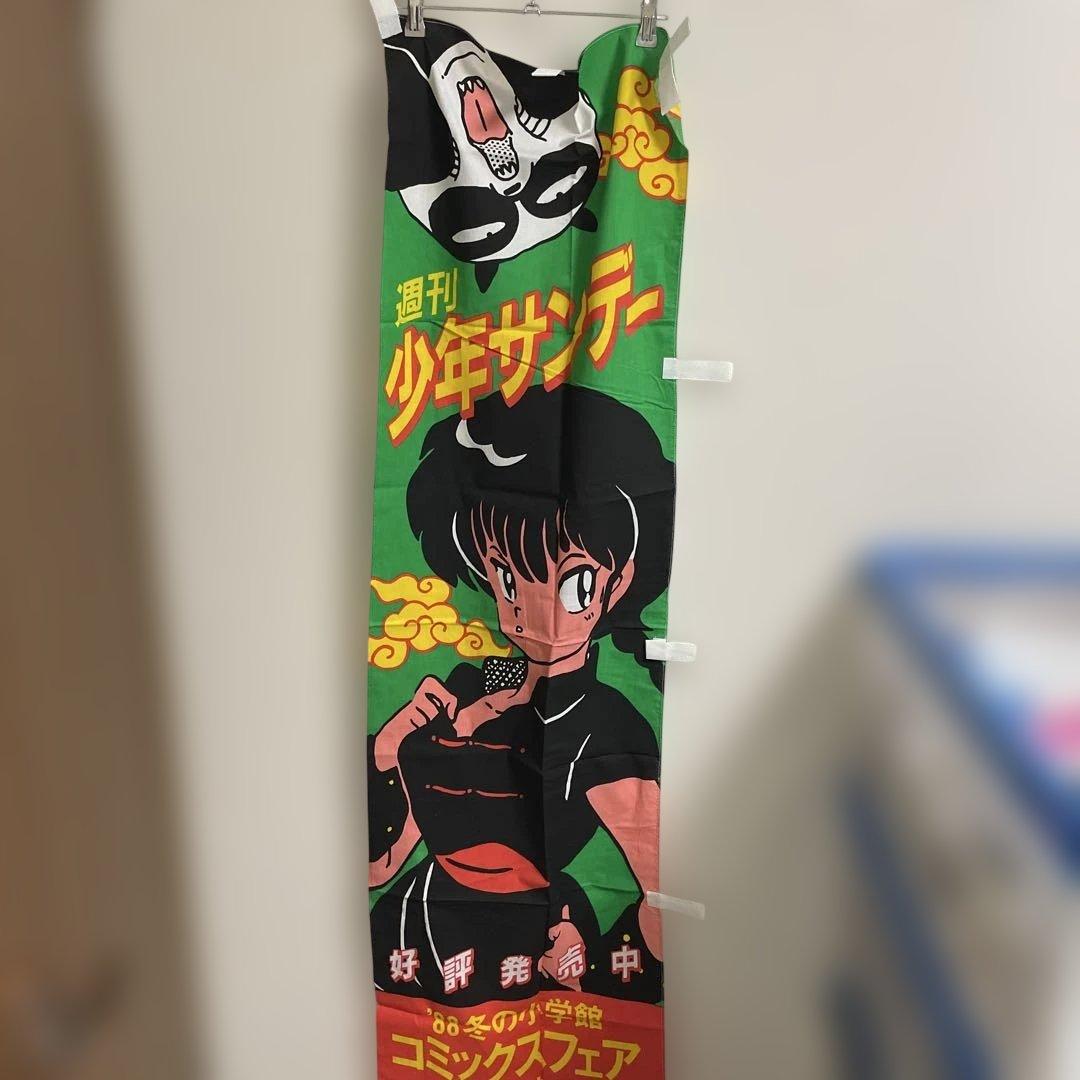 週刊
少年サンデー
好評発売中
'88冬の小学館
コミックスフェア